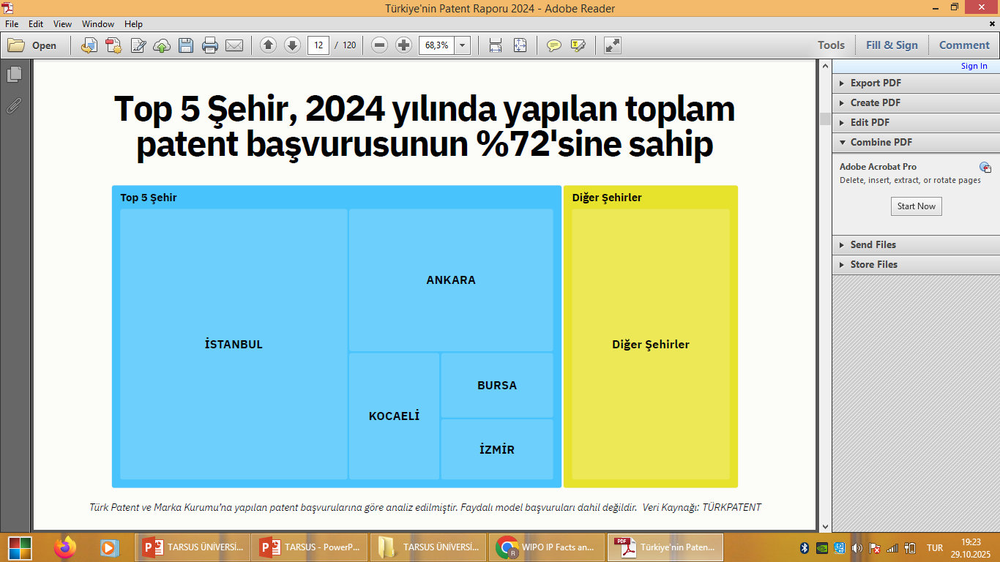 Türkiye'nin Patent Raporu 2024 - Adobe Reader
File Edit View Window Help
Open 12 / 120 68,3% Tools Fill & Sign Comment
Sign In
Export PDF
Create PDF
Edit PDF
Combine PDF
Adobe Acrobat Pro
Delete, insert, extract, or rotate pages
Start Now
Send Files
Store Files
Top 5 Şehir, 2024 yılında yapılan toplam
patent başvurusunun %72'sine sahip
Top 5 Şehir
Diğer Şehirler
ANKARA
İSTANBUL
Diğer Şehirler
BURSA
KOCAELİ
İZMİR
Türk Patent ve Marka Kurumu'na yapılan patent başvurularına göre analiz edilmiştir. Faydalı model başvuruları dahil değildir. Veri Kaynağı: TÜRKPATENT
TARSUS ÜNİVERSİ... TARSUS - PowerP... TARSUS ÜNİVERSİ... WIPO IP Facts an... Türkiye'nin Paten... TUR 19:23
29.10.2025